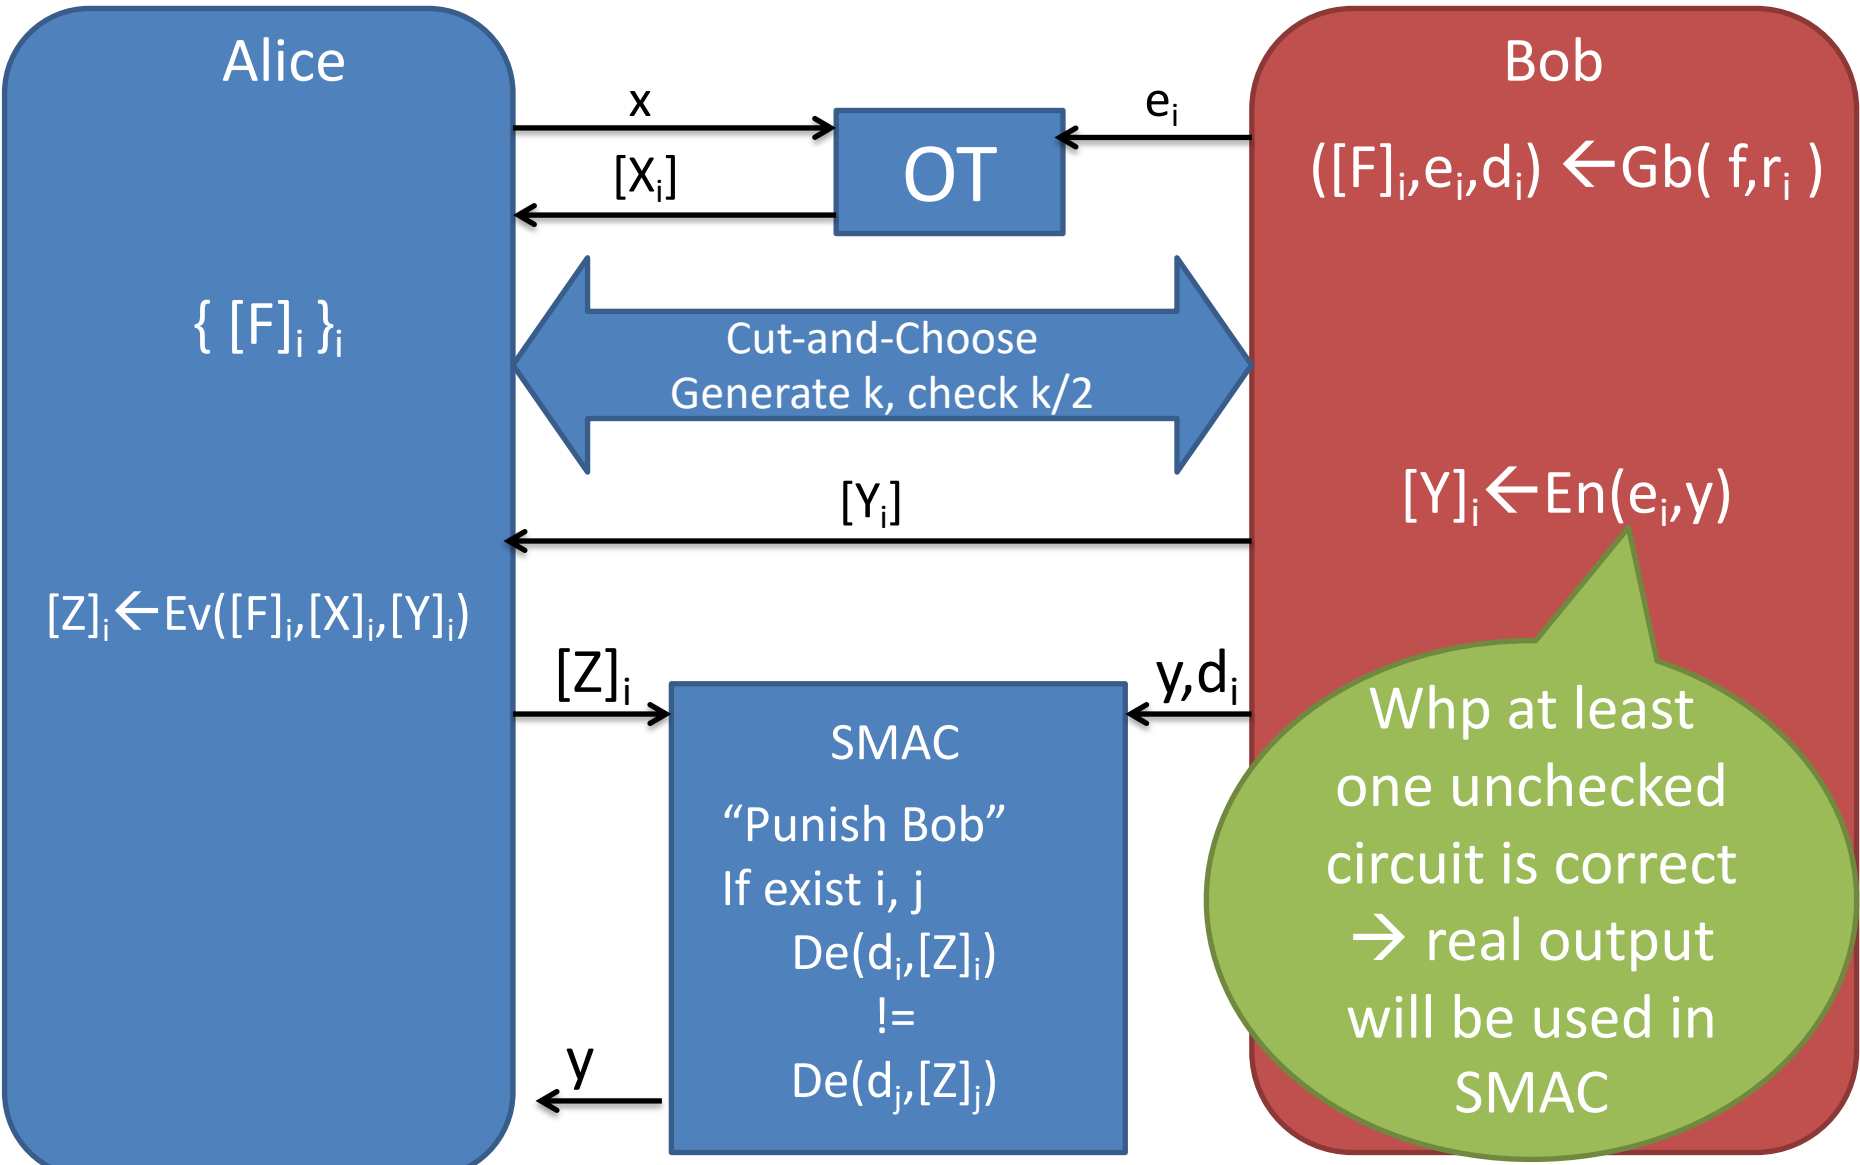 Alice
Bob
x
e_i
OT
([F]_i,e_i,d_i) ←Gb( f,r_i )
[X_i]
{ [F]_i }_i
Cut-and-Choose
Generate k, check k/2
[Y_i]
[Y]_i←En(e_i,y)
[Z]_i←Ev([F]_i,[X]_i,[Y]_i)
[Z]_i
y,d_i
SMAC
“Punish Bob”
If exist i, j
De(d_i,[Z]_i)
!=
De(d_j,[Z]_j)
y
Whp at least
one unchecked
circuit is correct
→ real output
will be used in
SMAC